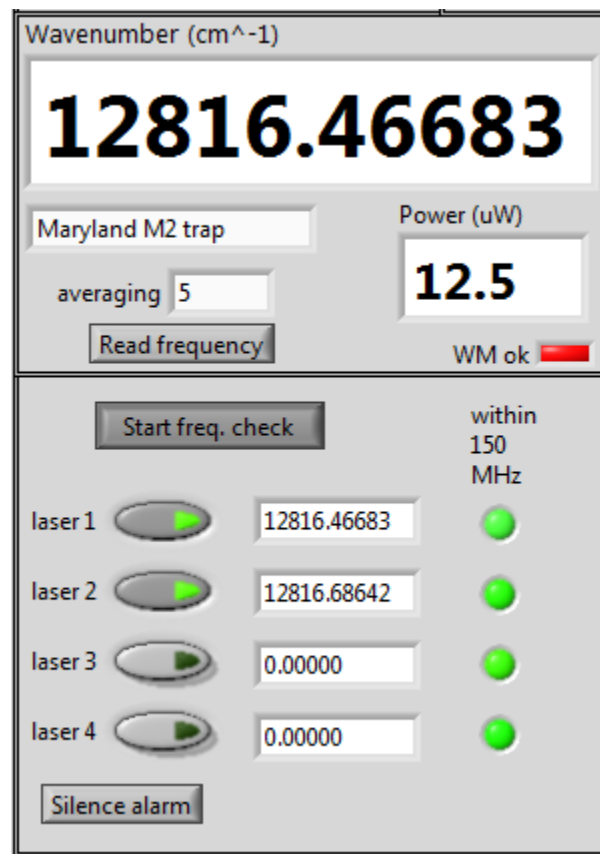 Wavenumber (cm^-1)
12816.46683
Maryland M2 trap
Power (uW)
12.5
averaging 5
Read frequency
WM ok
Start freq. check
within
150
MHz
laser 1 12816.46683
laser 2 12816.68642
laser 3 0.00000
laser 4 0.00000
Silence alarm